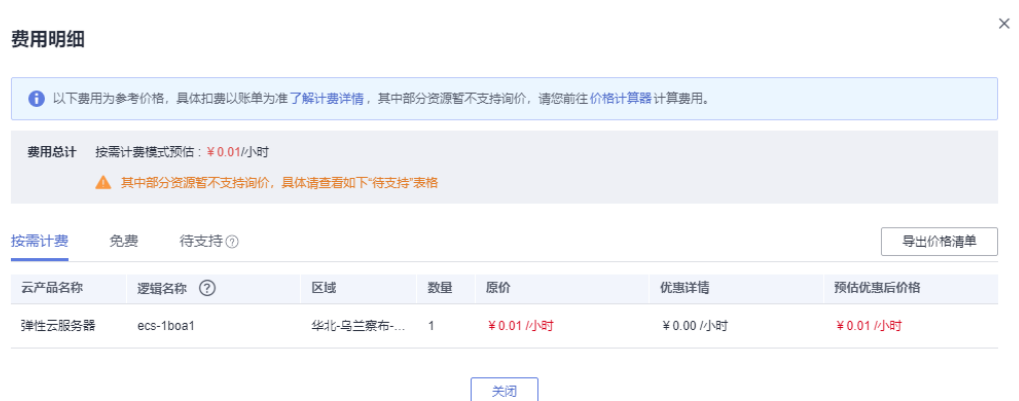 费用明细
以下费用为参考价格，具体扣费以账单为准了解计费详情，其中部分资源暂不支持询价，请您前往价格计算器计算费用。
费用总计 按需计费模式预估：¥0.01/小时
其中部分资源暂不支持询价，具体请查看如下“待支持”表格
按需计费 免费 待支持 ? 导出价格清单
云产品名称 逻辑名称 ? 区域 数量 原价 优惠详情 预估优惠后价格
弹性云服务器 ecs-1boa1 华北-乌兰察布-... 1 ¥0.01 /小时 ¥0.00 /小时 ¥0.01 /小时
关闭